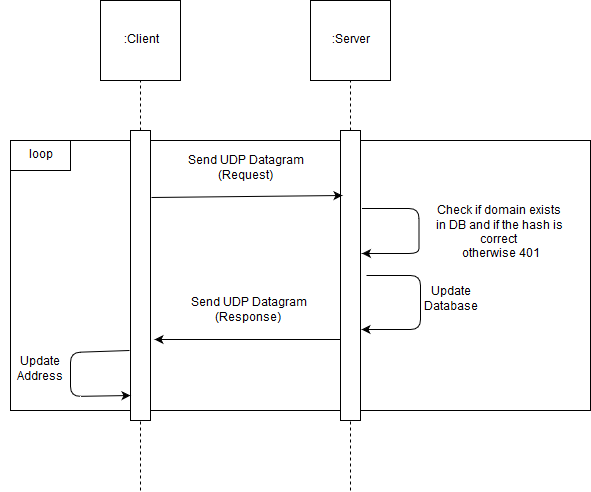 :Client
:Server
loop
Send UDP Datagram
(Request)
Check if domain exists
in DB and if the hash is
correct
otherwise 401
Update
Database
Send UDP Datagram
(Response)
Update
Address